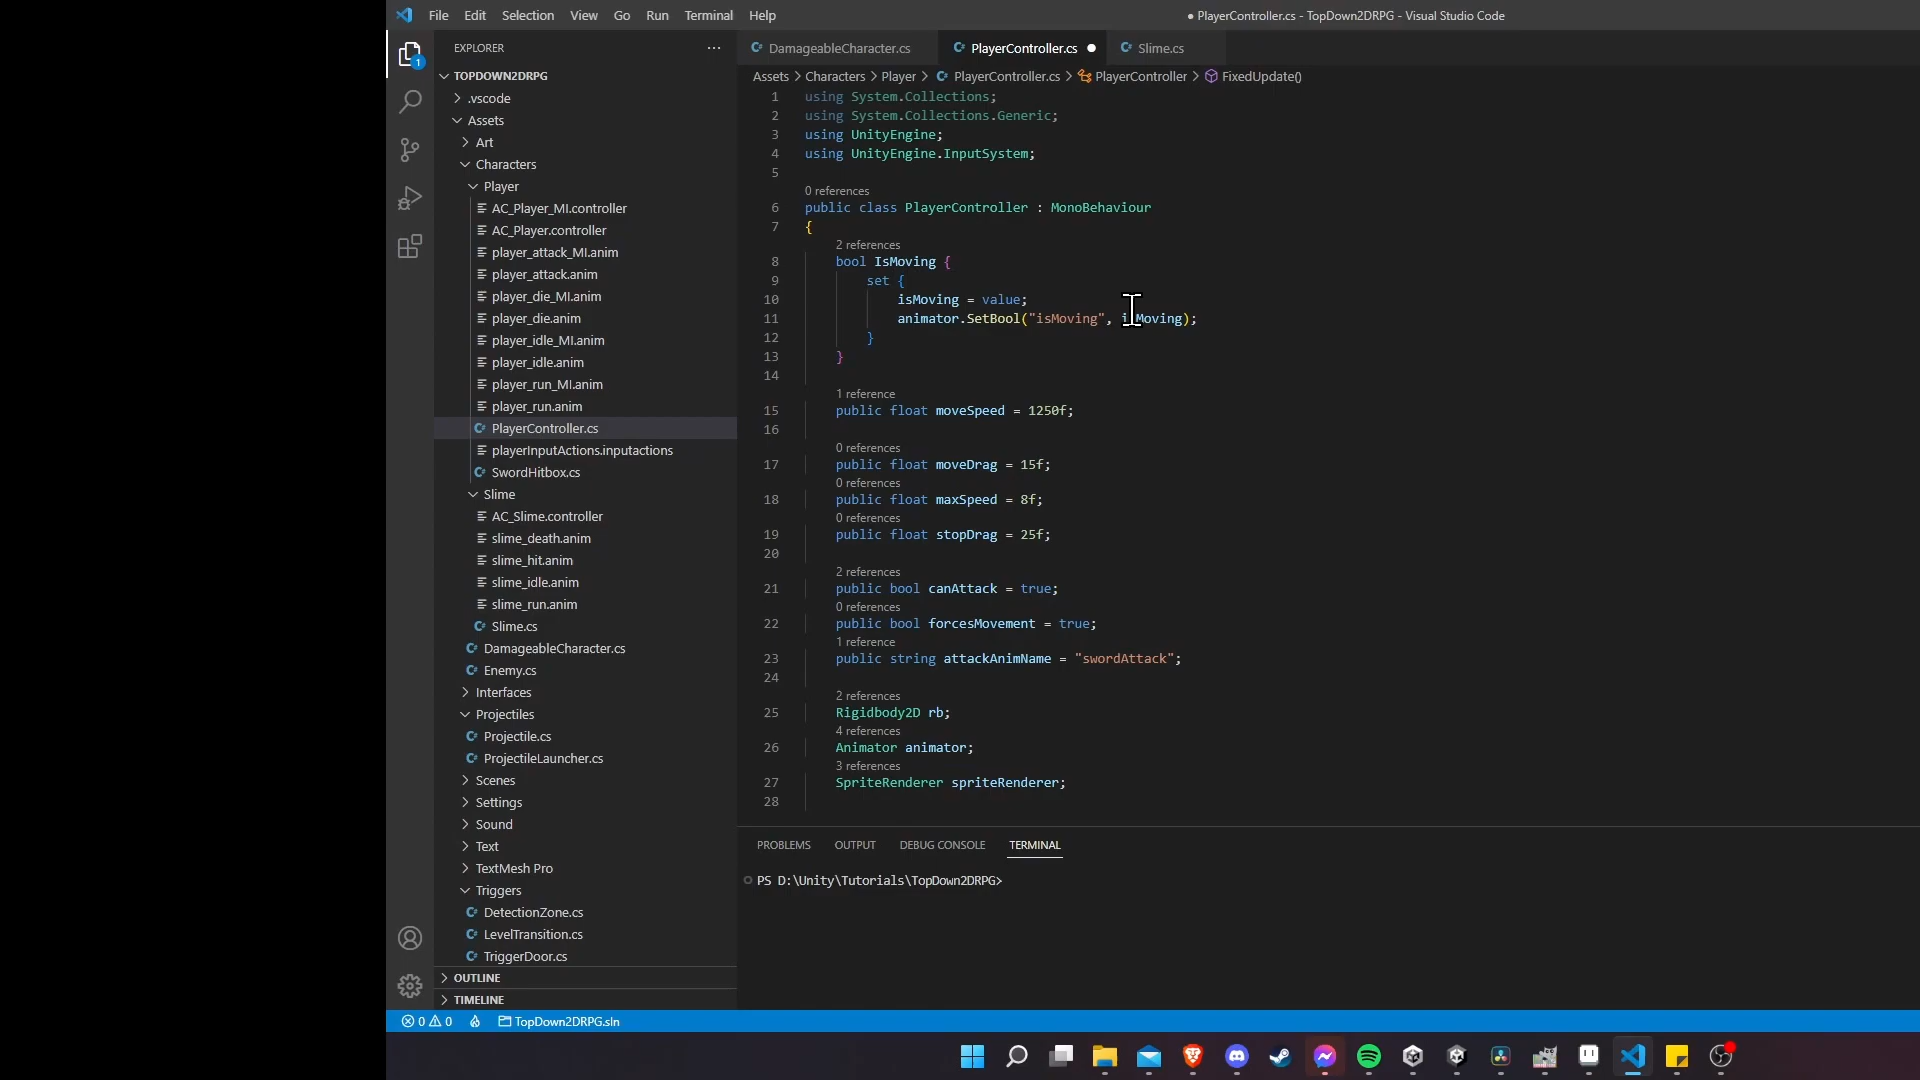 File Edit Selection View Go Run Terminal Help
● PlayerController.cs - TopDown2DRPG - Visual Studio Code
EXPLORER
1
TOPDOWN2DRPG
.vscode
Assets
Art
Characters
Player
AC_Player_MI.controller
AC_Player.controller
player_attack_MI.anim
player_attack.anim
player_die_MI.anim
player_die.anim
player_idle_MI.anim
player_idle.anim
player_run_MI.anim
player_run.anim
PlayerController.cs
playerInputActions.inputactions
SwordHitbox.cs
Slime
AC_Slime.controller
slime_death.anim
slime_hit.anim
slime_idle.anim
slime_run.anim
Slime.cs
DamageableCharacter.cs
Enemy.cs
Interfaces
Projectiles
Projectile.cs
ProjectileLauncher.cs
Scenes
Settings
Sound
Text
TextMesh Pro
Triggers
DetectionZone.cs
LevelTransition.cs
TriggerDoor.cs
OUTLINE
TIMELINE
DamageableCharacter.cs PlayerController.cs Slime.cs
Assets > Characters > Player > PlayerController.cs > PlayerController > FixedUpdate()
1 using System.Collections;
2 using System.Collections.Generic;
3 using UnityEngine;
4 using UnityEngine.InputSystem;
5
0 references
6 public class PlayerController : MonoBehaviour
7 {
2 references
8 bool IsMoving {
9 set {
10 isMoving = value;
11 animator.SetBool("isMoving", isMoving);
12 }
13 }
14
1 reference
15 public float moveSpeed = 1250f;
16
0 references
17 public float moveDrag = 15f;
0 references
18 public float maxSpeed = 8f;
0 references
19 public float stopDrag = 25f;
20
2 references
21 public bool canAttack = true;
0 references
22 public bool forcesMovement = true;
1 reference
23 public string attackAnimName = "swordAttack";
24
2 references
25 Rigidbody2D rb;
4 references
26 Animator animator;
3 references
27 SpriteRenderer spriteRenderer;
28
PROBLEMS OUTPUT DEBUG CONSOLE TERMINAL
PS D:\Unity\Tutorials\TopDown2DRPG>
0 0 TopDown2DRPG.sln